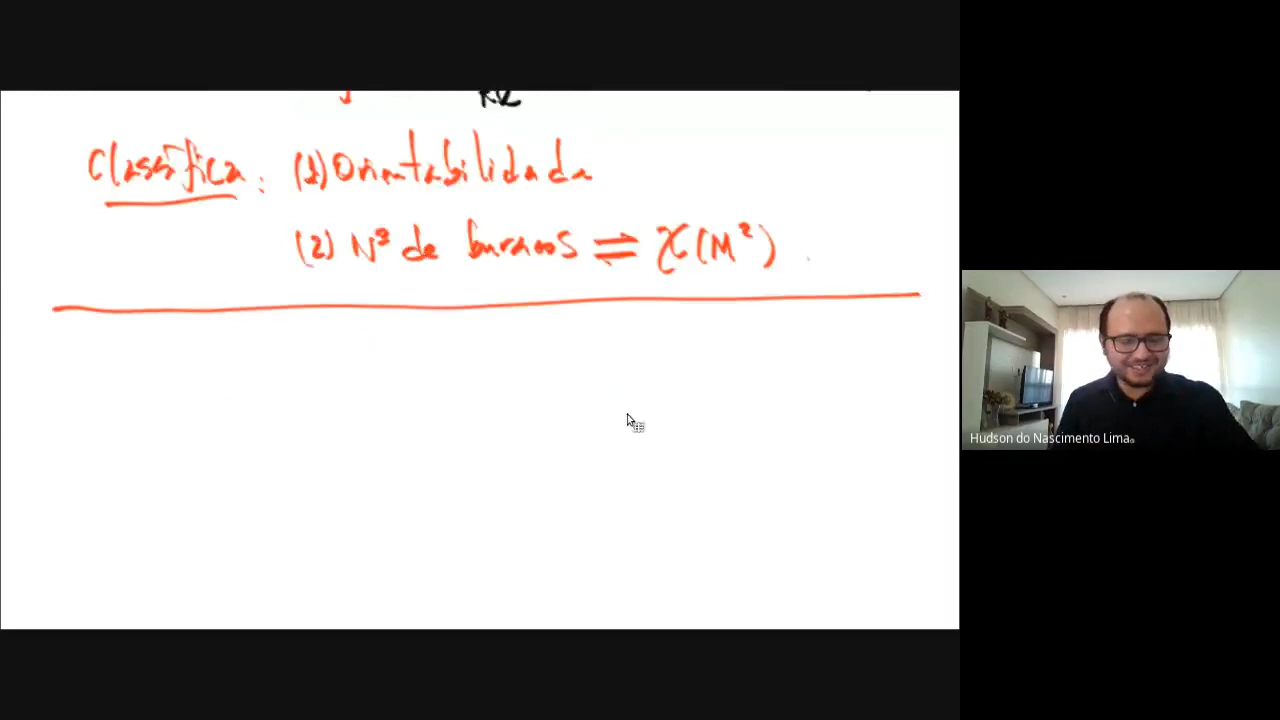 Classifica: (1) Orientabilidade
(2) Nº de buracos ⇌ χ(M²)
Hudson do Nascimento Lima